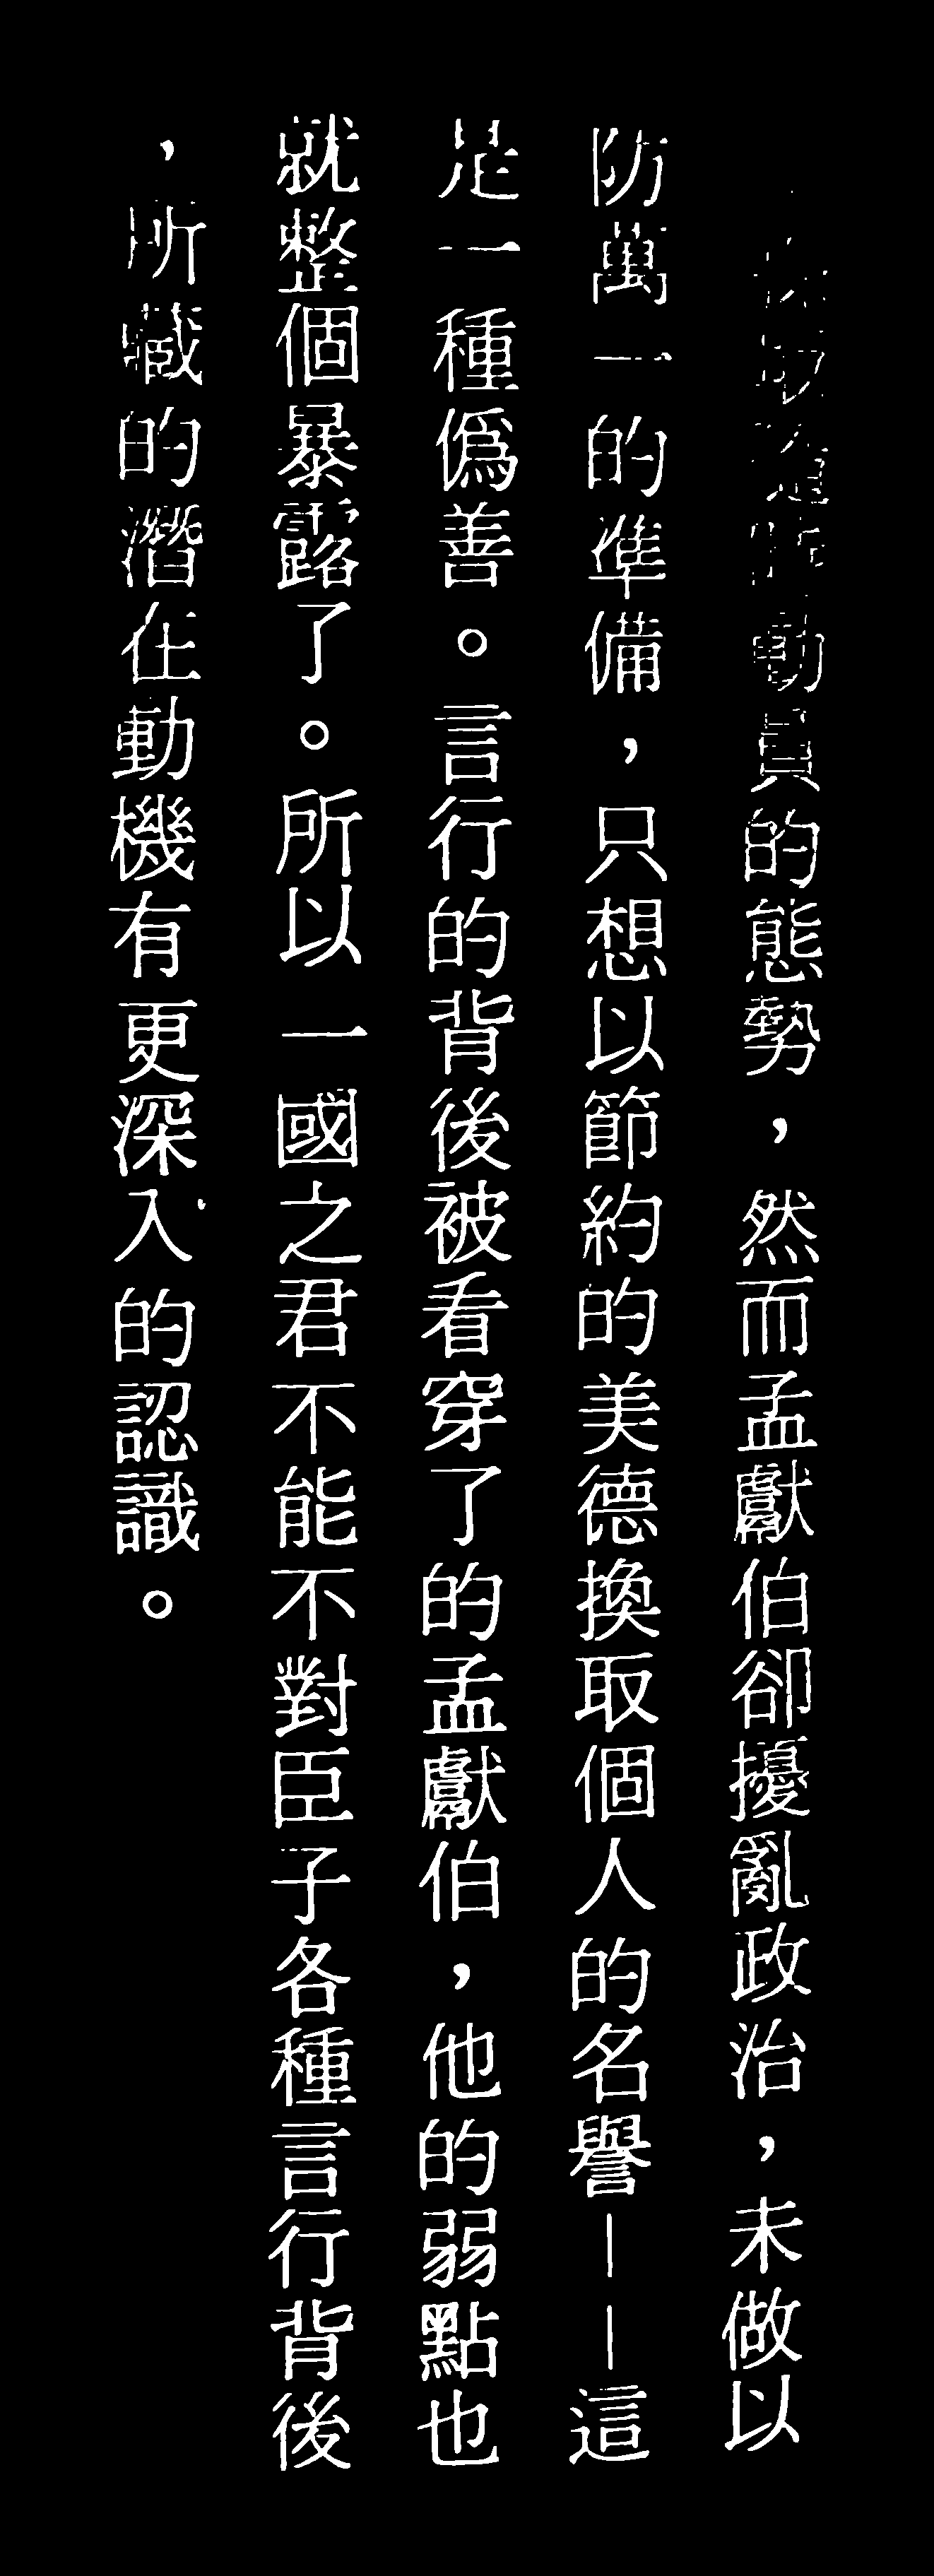 取隨時動員的態勢，然而孟獻伯卻擾亂政治，未做以
防萬一的準備，只想以節約的美德換取個人的名譽——這
是一種僞善。言行的背後被看穿了的孟獻伯，他的弱點也
就整個暴露了。所以一國之君不能不對臣子各種言行背後
，所藏的潛在動機有更深入的認識。